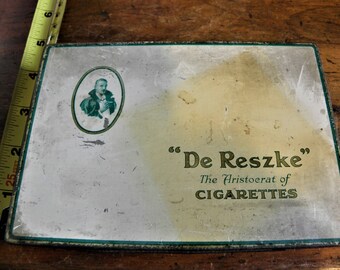 "De Reszke"
The Aristocrat of
CIGARETTES